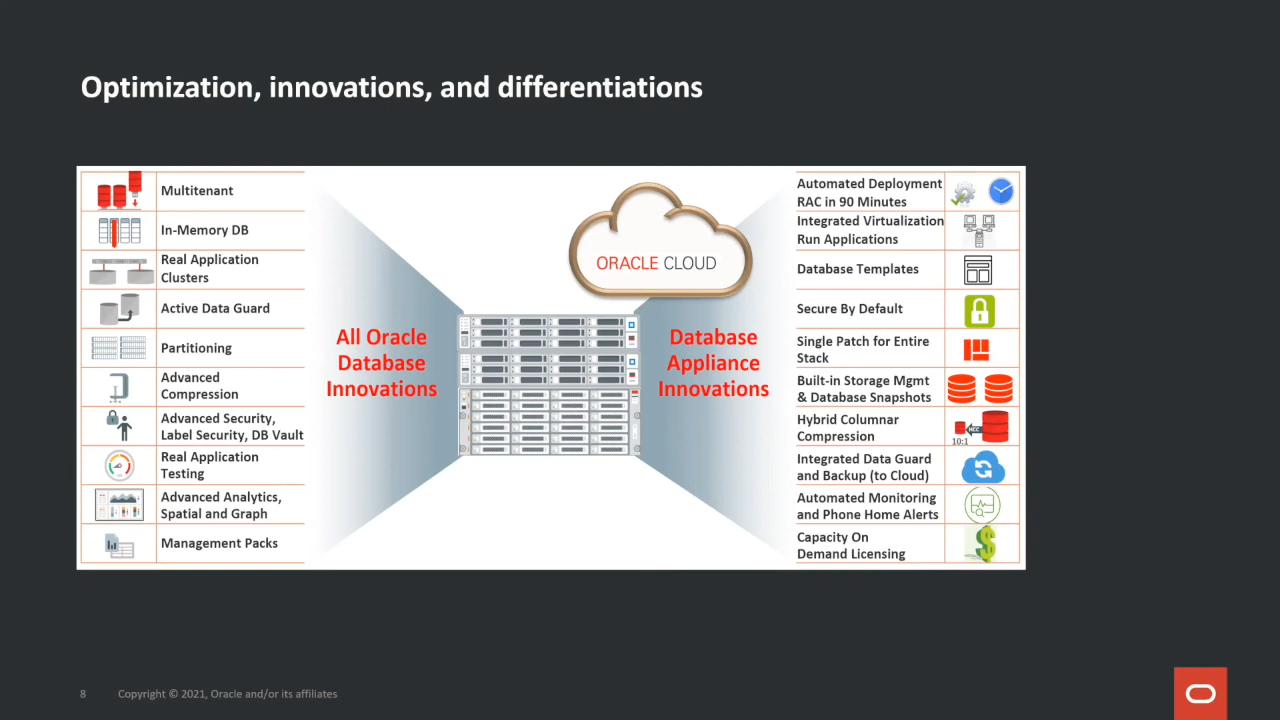 Optimization, innovations, and differentiations
Multitenant
In-Memory DB
Real Application
Clusters
Active Data Guard
Partitioning
Advanced
Compression
Advanced Security,
Label Security, DB Vault
Real Application
Testing
Advanced Analytics,
Spatial and Graph
Management Packs
All Oracle
Database
Innovations
ORACLE CLOUD
Database
Appliance
Innovations
Automated Deployment
RAC in 90 Minutes
Integrated Virtualization
Run Applications
Database Templates
Secure By Default
Single Patch for Entire
Stack
Built-in Storage Mgmt
& Database Snapshots
Hybrid Columnar
Compression
HCC
10:1
Integrated Data Guard
and Backup (to Cloud)
Automated Monitoring
and Phone Home Alerts
Capacity On
Demand Licensing
8
Copyright © 2021, Oracle and/or its affiliates